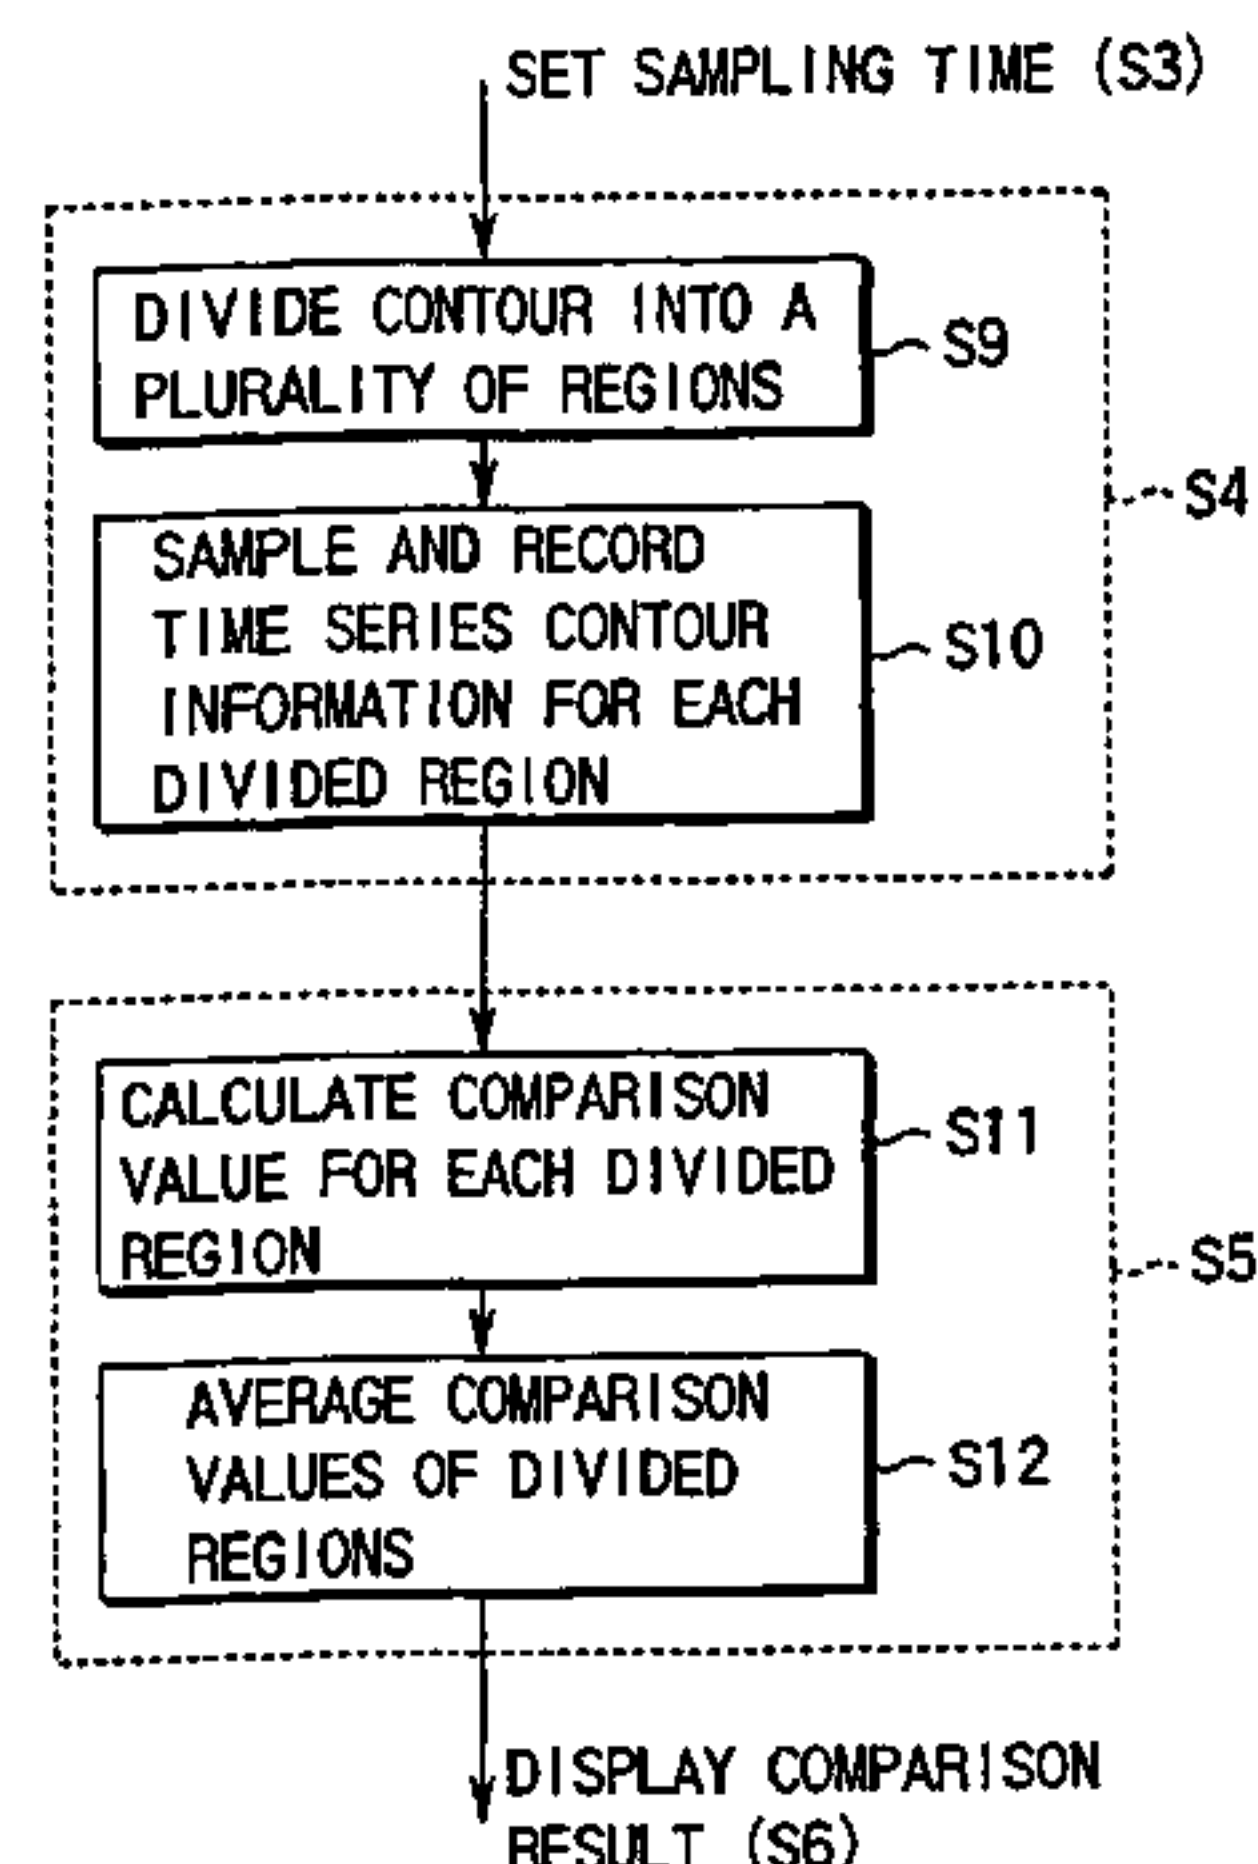 SET SAMPLING TIME (S3)
DIVIDE CONTOUR INTO A
PLURALITY OF REGIONS
S9
S4
SAMPLE AND RECORD
TIME SERIES CONTOUR
INFORMATION FOR EACH
DIVIDED REGION
S10
CALCULATE COMPARISON
VALUE FOR EACH DIVIDED
REGION
S11
S5
AVERAGE COMPARISON
VALUES OF DIVIDED
REGIONS
S12
DISPLAY COMPARISON
RESULT (S6)